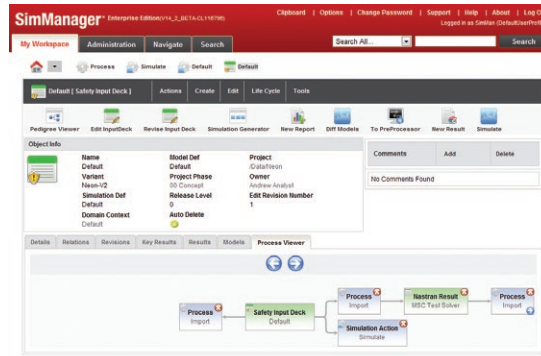 SimManager™ Enterprise Edition(V14_2_BETA-CL116798)
Clipboard | Options | Change Password | Support | Help | About | Log O
Logged in as SimMan (DefaultUserProfi
My Workspace Administration Navigate Search Search All... Search
Process Simulate Default Default
Default [ Safety Input Deck ] Actions Create Edit Life Cycle Tools
Pedigree Viewer Edit InputDeck Revise Input Deck Simulation Generator New Report Diff Models To PreProcessor New Result Simulate
Object Info
Name Model Def Project
Default Default /Data/Neon
Variant Project Phase Owner
Neon-V2 00 Concept Andrew Analyst
Simulation Def Release Level Edit Revision Number
Default 0 1
Domain Context Auto Delete
Default
Comments Add Delete
No Comments Found
Details Relations Revisions Key Results Results Models Process Viewer
Process
Import
Safety Input Deck
Default
Process
Import
Nastran Result
MSC Test Solver
Process
Import
Simulation Action
Simulate